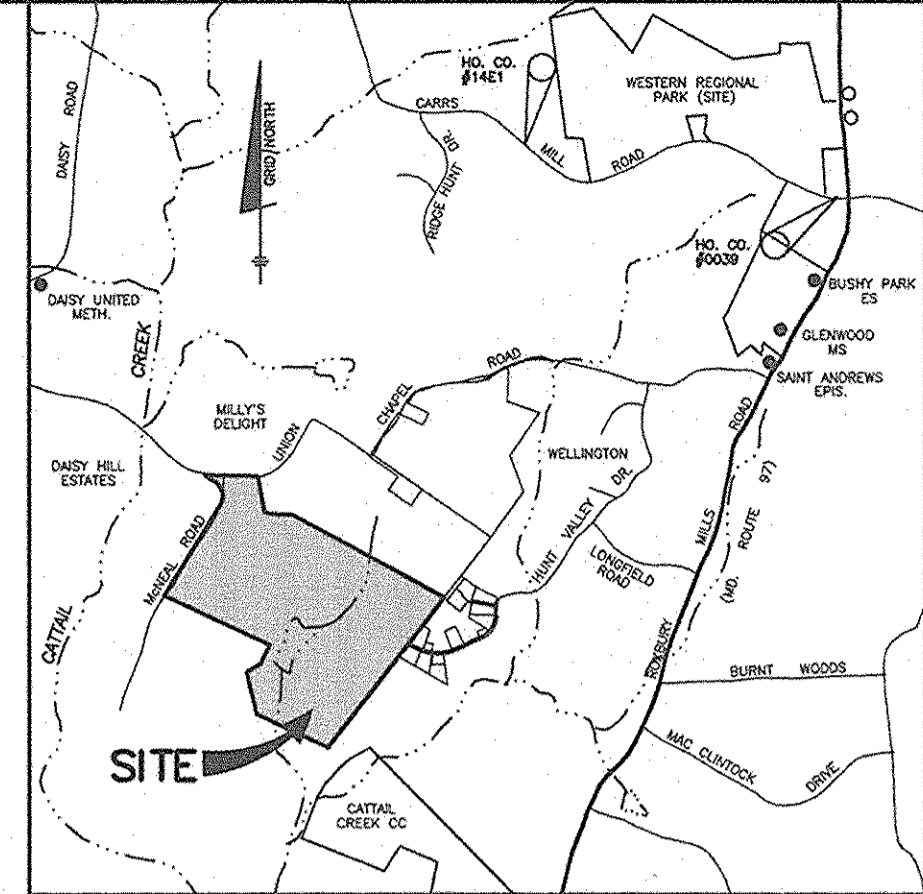 HO. CO.
#14E1
WESTERN REGIONAL
PARK (SITE)
DAISY ROAD
GRID NORTH
CARRS MILL ROAD
RIDGE HUNT DR.
HO. CO.
#0039
BUSHY PARK
ES
DAISY UNITED
METH.
GLENWOOD
MS
SAINT ANDREWS
EPIS.
CREEK
UNION CHAPEL ROAD
MILLY'S
DELIGHT
DAISY HILL
ESTATES
WELLINGTON
HUNT VALLEY DR.
LONGFIELD
ROAD
ROXBURY MILLS ROAD
(MD. ROUTE 97)
McNEAL ROAD
CATTAIL
BURNT WOODS
MAC CLINTOCK DRIVE
SITE
CATTAIL
CREEK CC